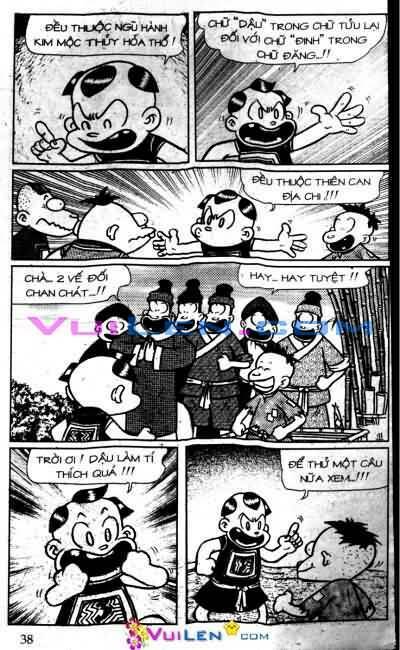 ĐỀU THUỘC NGŨ HÀNH
KIM MỘC THỦY HỎA THỔ !
CHỮ "DẬU" TRONG CHỮ TỬU LẠI
ĐỐI VỚI CHỮ "ĐINH" TRONG
CHỮ ĐĂNG...!!
ĐỀU THUỘC THIÊN CAN
ĐỊA CHI !!!
CHÀ... 2 VẾ ĐỐI
CHAN CHÁT...!!
HAY... HAY TUYỆT !!
VUILEN.COM
TRỜI ƠI ! DẬU LÀM TÍ
THÍCH QUÁ !!!
ĐỂ THỬ MỘT CÂU
NỮA XEM...!!!
38
VUILEN.COM